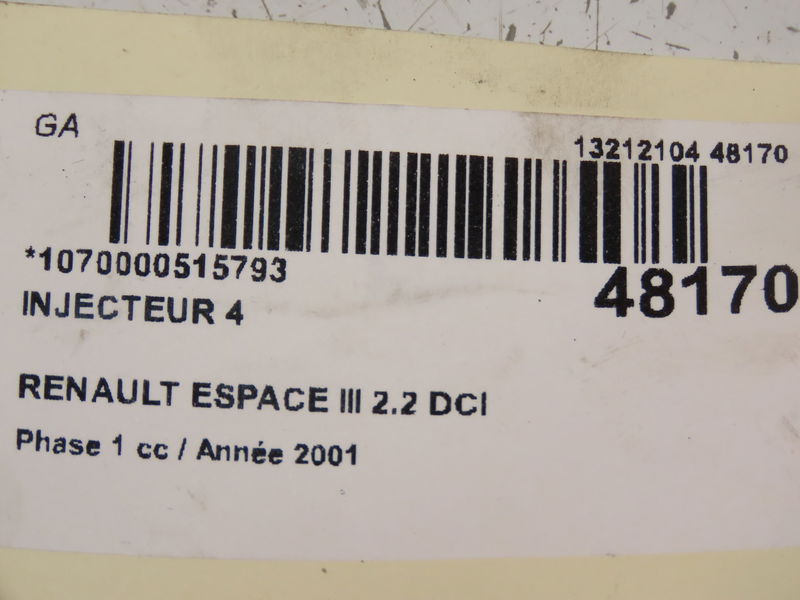 GA
13212104 48170
*1070000515793
48170
INJECTEUR 4
RENAULT ESPACE III 2.2 DCI
Phase 1 cc / Année 2001